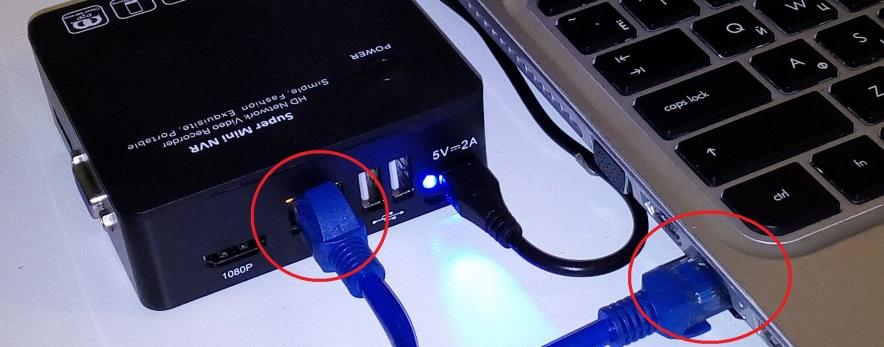 POWER
Super Mini NVR
HD Network Video Recorder
Simple, Fashion Exquisite, Portable
5V⎓2A
1080P
Ё
Q Й
S
A Ф
Z
caps lock
fn
ctrl